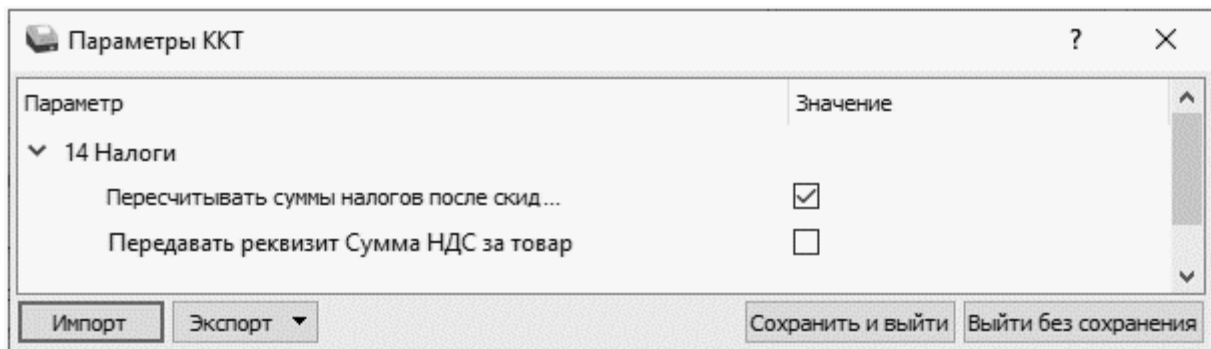 Параметры ККТ ?
Параметр Значение
14 Налоги
Пересчитывать суммы налогов после скид...
Передавать реквизит Сумма НДС за товар
Импорт Экспорт Сохранить и выйти Выйти без сохранения